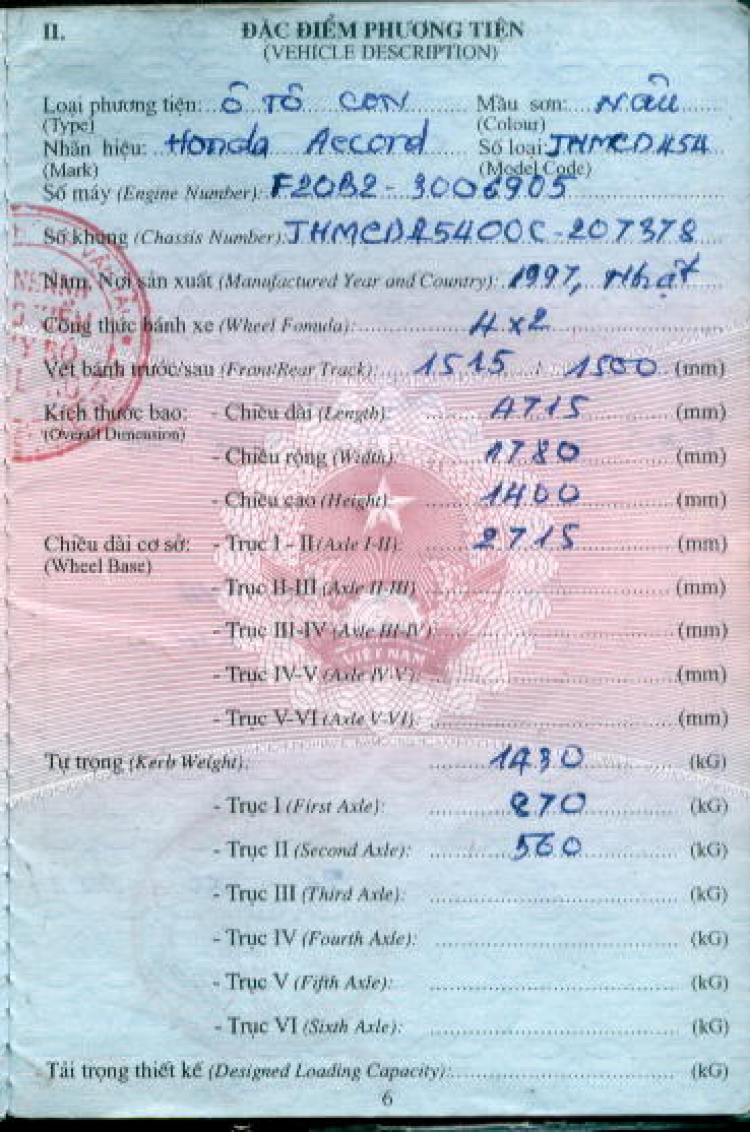 II. ĐẶC ĐIỂM PHƯƠNG TIỆN
(VEHICLE DESCRIPTION)
Loại phương tiện: Ô TÔ CON Mầu sơn: Nâu
(Type) (Colour)
Nhãn hiệu: Honda Accord Số loại: JHMCD454
(Mark) (Model Code)
Số máy (Engine Number): F20B2-3006905
Số khung (Chassis Number): JHMCD45400C-207378
Năm, Nơi sản xuất (Manufactured Year and Country): 1997, Nhật
Công thức bánh xe (Wheel Fomula): 4x2
Vết bánh trước/sau (Front/Rear Track): 1515 / 1500 (mm)
Kích thước bao: - Chiều dài (Length): 4715 (mm)
(Overall Dimension)
- Chiều rộng (Width): 1780 (mm)
- Chiều cao (Height): 1400 (mm)
Chiều dài cơ sở: - Trục I - II (Axle I-II): 2715 (mm)
(Wheel Base)
- Trục II-III (Axle II-III) (mm)
- Trục III-IV (Axle III-IV): (mm)
VIỆT NAM
- Trục IV-V (Axle IV-V): (mm)
- Trục V-VI (Axle V-VI): (mm)
Tự trọng (Kerb Weight): 1430 (kG)
- Trục I (First Axle): 870 (kG)
- Trục II (Second Axle): 560 (kG)
- Trục III (Third Axle): (kG)
- Trục IV (Fourth Axle): (kG)
- Trục V (Fifth Axle): (kG)
- Trục VI (Sixth Axle): (kG)
Tải trọng thiết kế (Designed Loading Capacity): (kG)
6